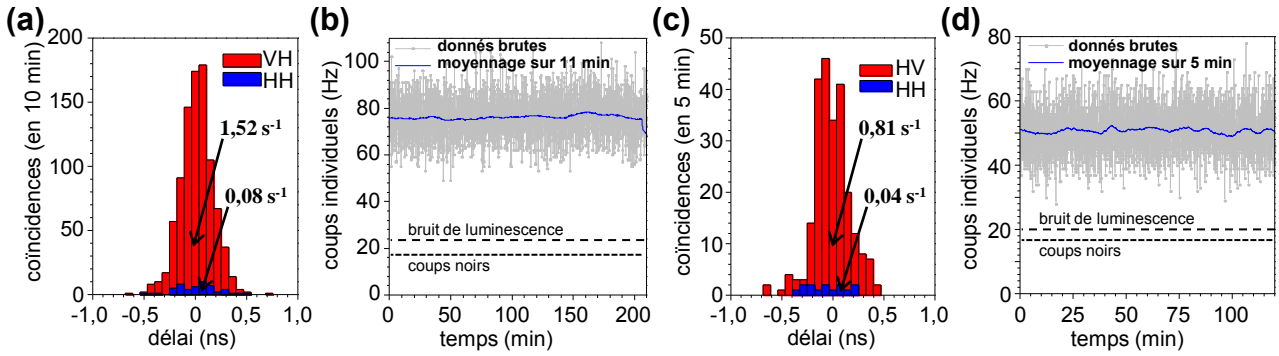 (a)
200
150
100
50
0
coïncidences (en 10 min)
VH
HH
1,52 s-1
0,08 s-1
-1,0 -0,5 0 0,5 1,0
délai (ns)
(b)
100
80
60
40
20
0
coups individuels (Hz)
donnés brutes
moyennage sur 11 min
bruit de luminescence
coups noirs
0 50 100 150 200
temps (min)
(c)
50
40
30
20
10
0
coïncidences (en 5 min)
HV
HH
0,81 s-1
0,04 s-1
-1,0 -0,5 0 0,5 1,0
délai (ns)
(d)
80
60
40
20
0
coups individuels (Hz)
donnés brutes
moyennage sur 5 min
bruit de luminescence
coups noirs
0 25 50 75 100
temps (min)